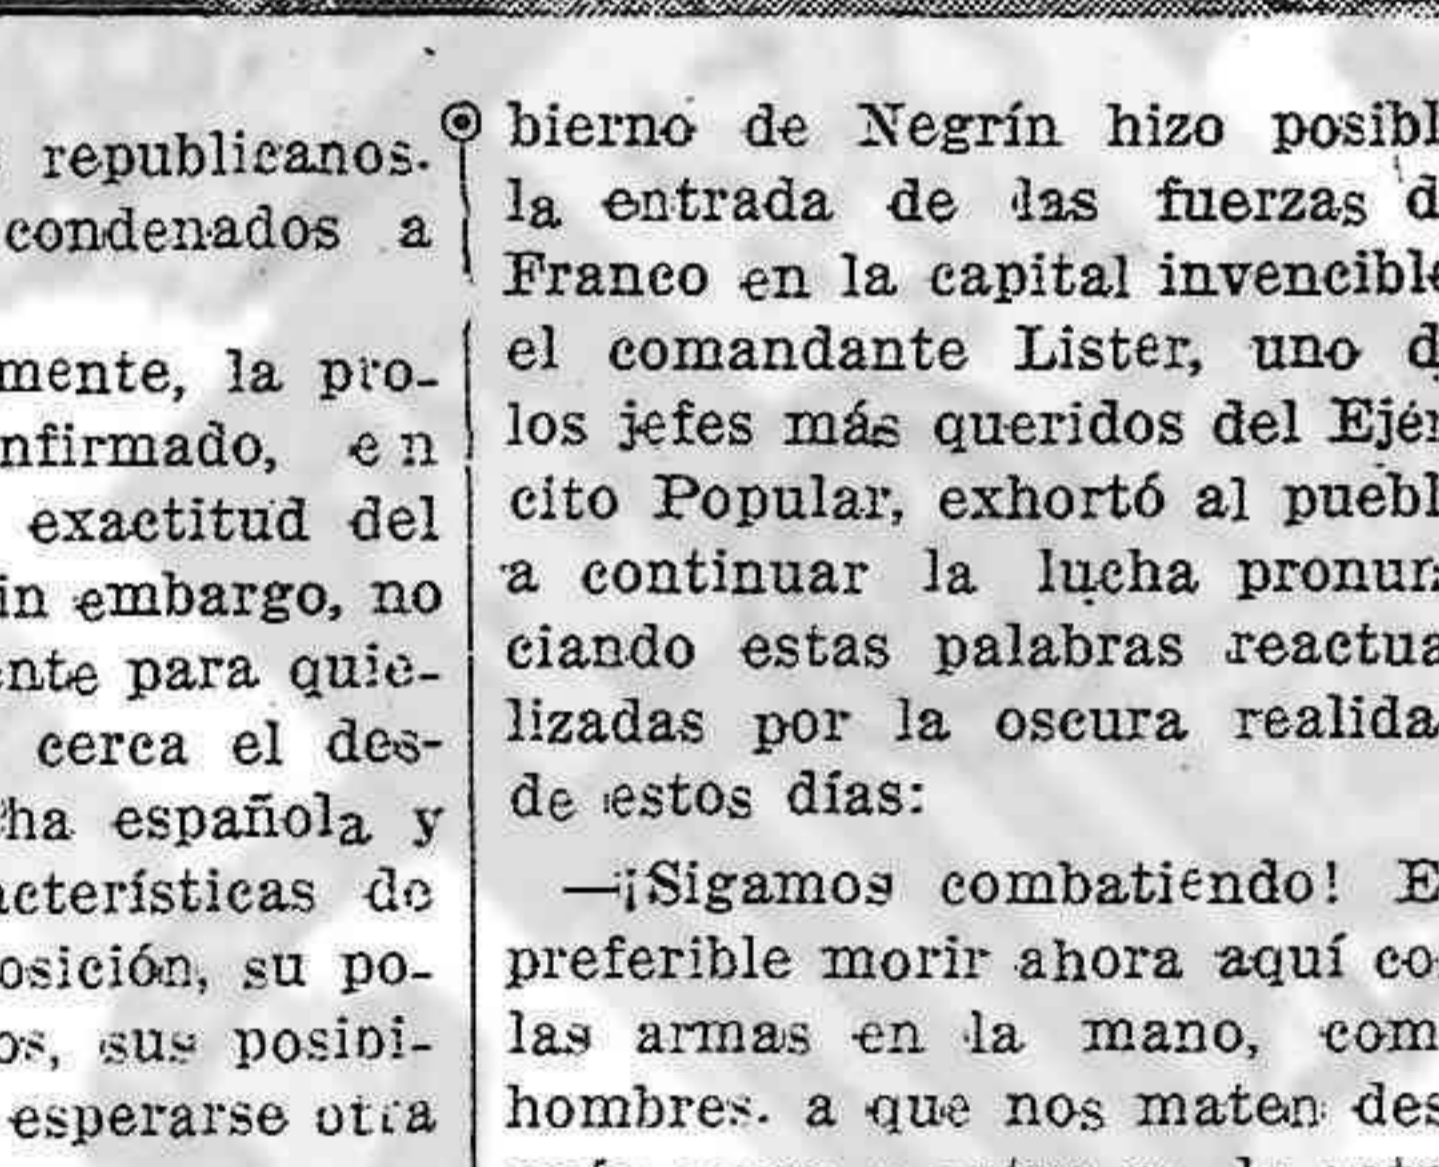 republicanos.
condenados a
mente, la pro-
nfirmado, en
exactitud del
in embargo, no
nte para quie-
cerca el des-
ha española y
cterísticas de
osición, su po-
os, sus posibi-
esperarse otra
bierno de Negrín hizo posibl
la entrada de las fuerzas d
Franco en la capital invencible
el comandante Lister, uno d
los jefes más queridos del Ejér
cito Popular, exhortó al puebl
a continuar la lucha pronun
ciando estas palabras reactua
lizadas por la oscura realida
de estos días:
—¡Sigamos combatiendo! E
preferible morir ahora aquí co
las armas en la mano, com
hombres. a que nos maten des